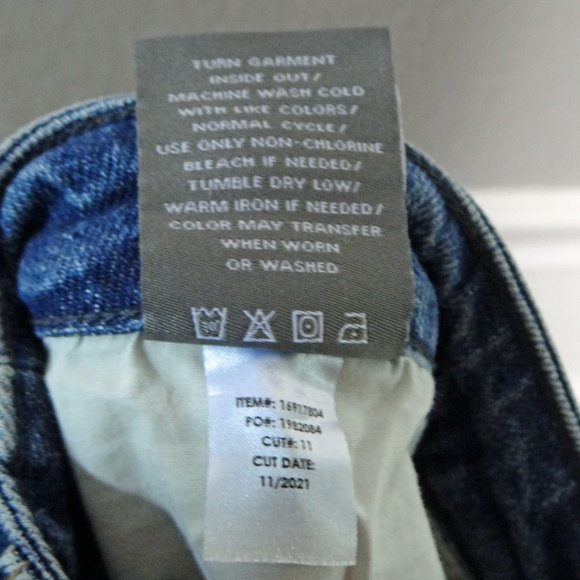 TURN GARMENT
INSIDE OUT/
MACHINE WASH COLD
WITH LIKE COLORS/
NORMAL CYCLE/
USE ONLY NON-CHLORINE
BLEACH IF NEEDED/
TUMBLE DRY LOW/
WARM IRON IF NEEDED/
COLOR MAY TRANSFER
WHEN WORN
OR WASHED
30
ITEM#: 16917804
PO#: 1982084
CUT#: 11
CUT DATE:
11/2021